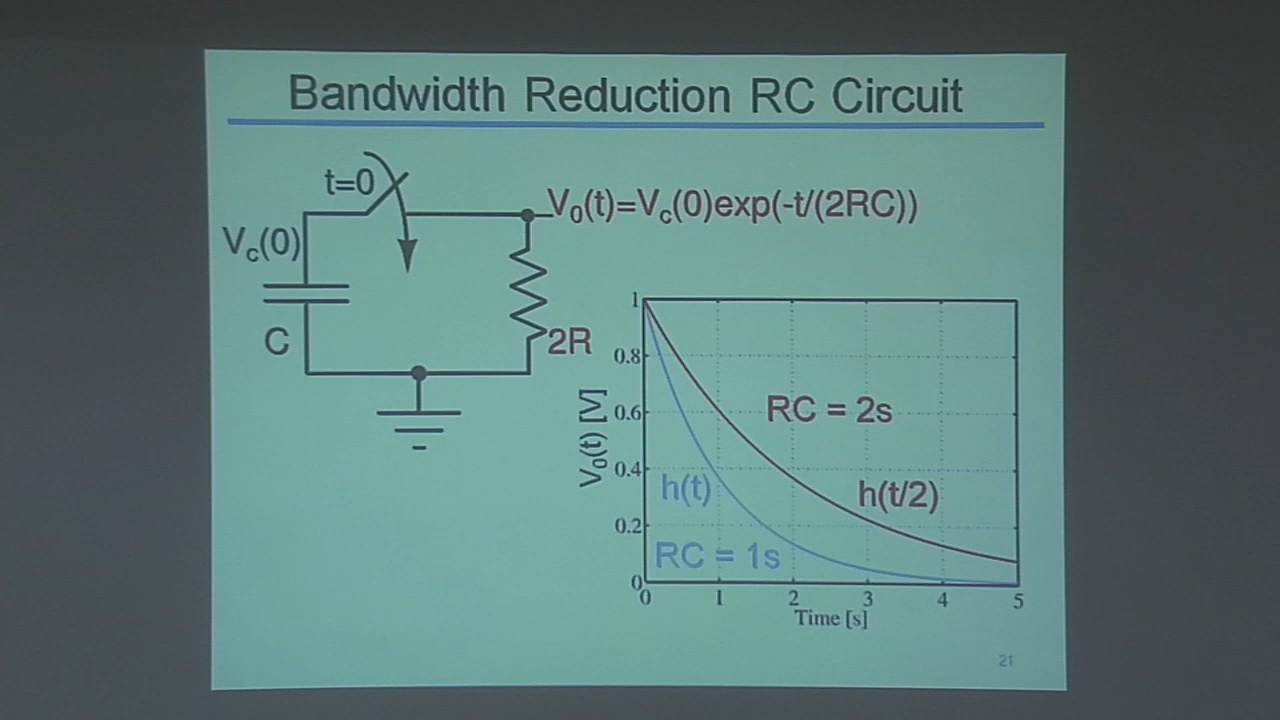 Bandwidth Reduction RC Circuit
t=0
V₀(t)=Vc(0)exp(-t/(2RC))
Vc(0)
C
2R
1
0.8
0.6
0.4
0.2
0
V₀(t) [V]
RC = 2s
h(t)
h(t/2)
RC = 1s
0 1 2 3 4 5
Time [s]
21